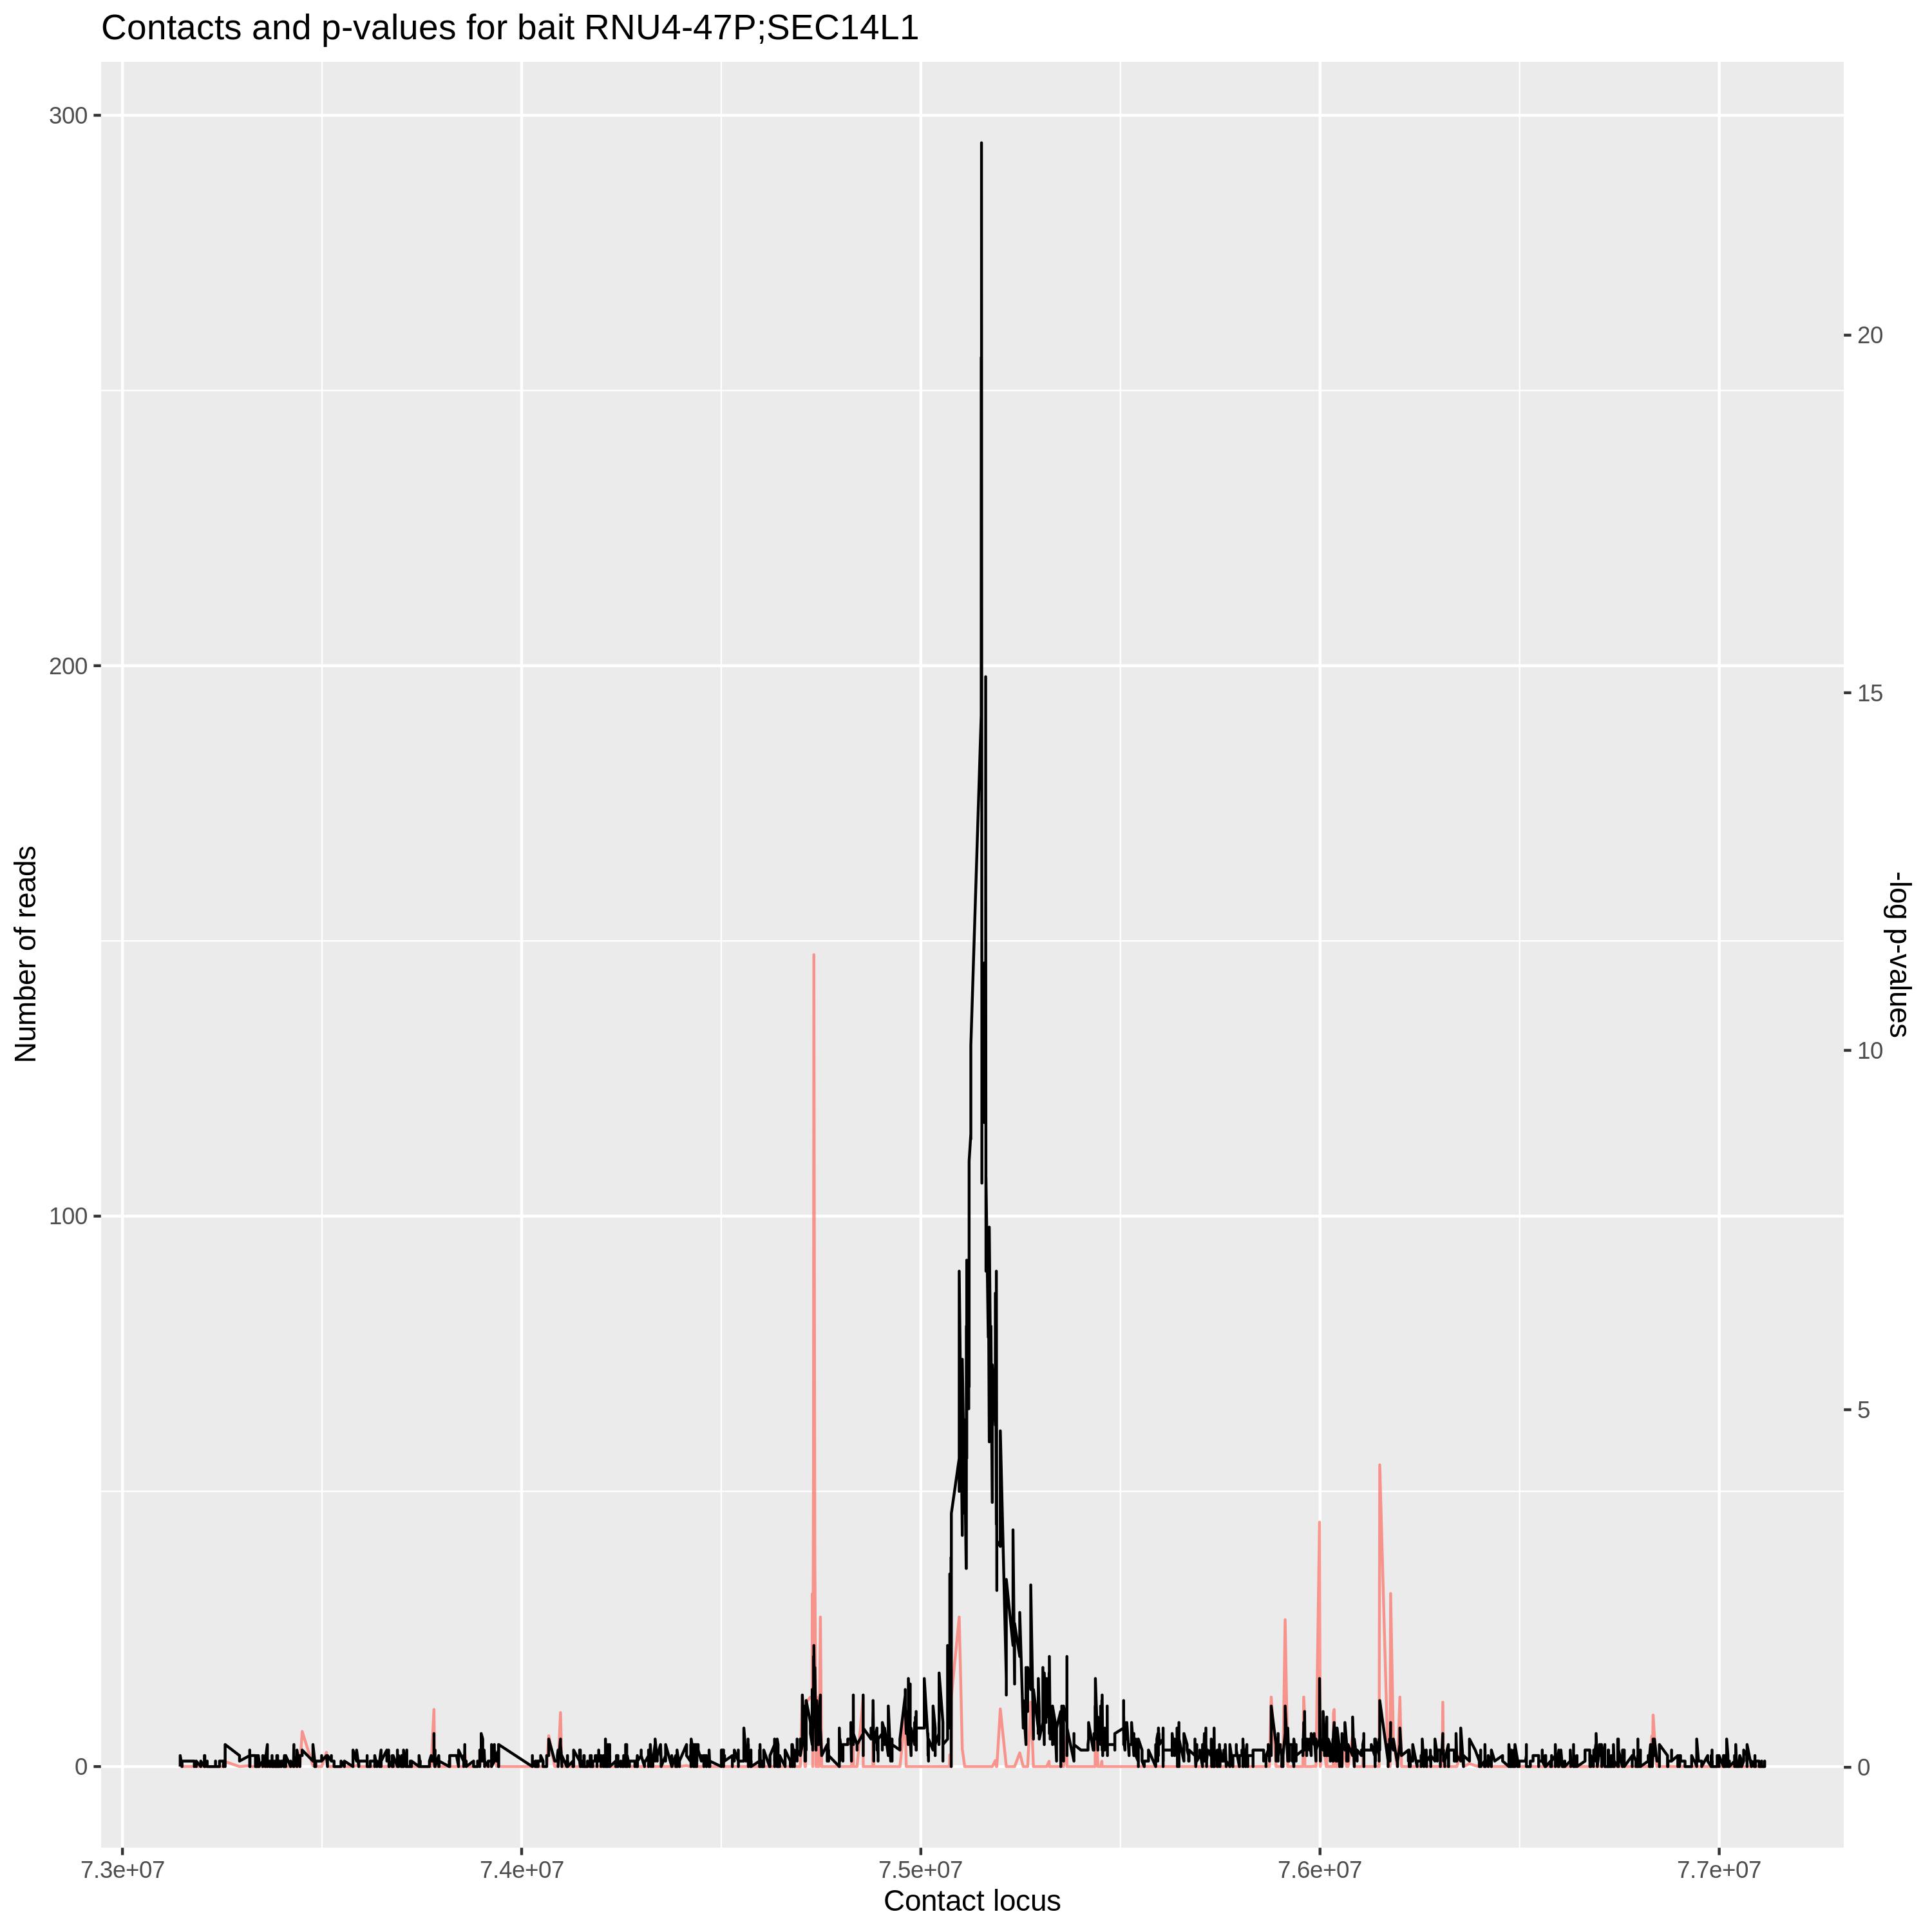 Contacts and p-values for bait RNU4-47P;SEC14L1
300
200
100
0
Number of reads
20
15
10
5
0
-log p-values
7.3e+07 7.4e+07 7.5e+07 7.6e+07 7.7e+07
Contact locus